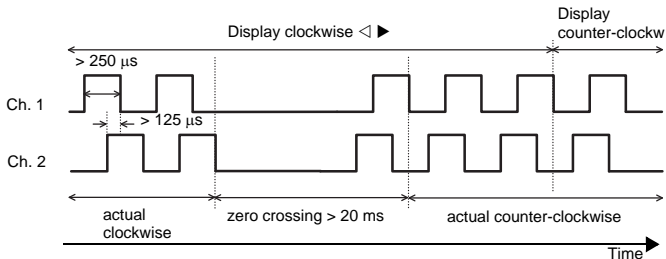 Display clockwise ◁ ▶
Display
counter-clockw
> 250 µs
Ch. 1
> 125 µs
Ch. 2
actual
clockwise
zero crossing > 20 ms
actual counter-clockwise
Time